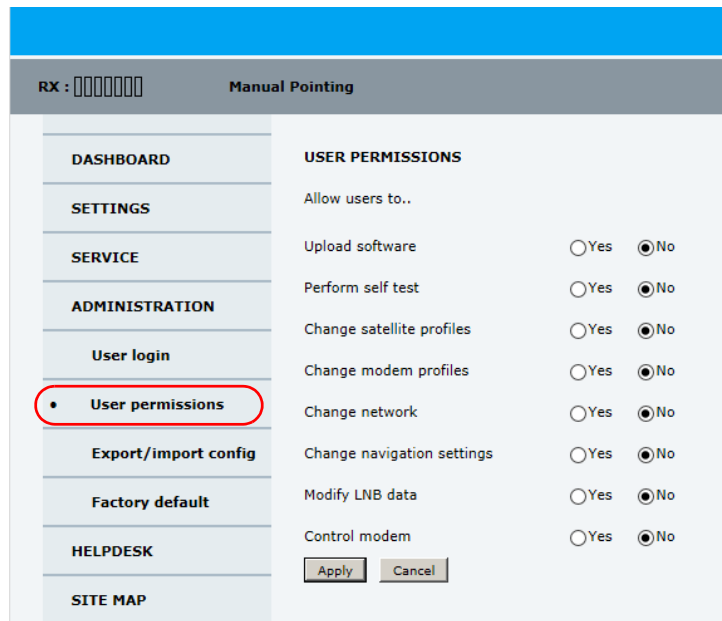 RX : Manual Pointing
DASHBOARD
SETTINGS
SERVICE
ADMINISTRATION
User login
• User permissions
Export/import config
Factory default
HELPDESK
SITE MAP
USER PERMISSIONS
Allow users to..
Upload software Yes No
Perform self test Yes No
Change satellite profiles Yes No
Change modem profiles Yes No
Change network Yes No
Change navigation settings Yes No
Modify LNB data Yes No
Control modem Yes No
Apply Cancel